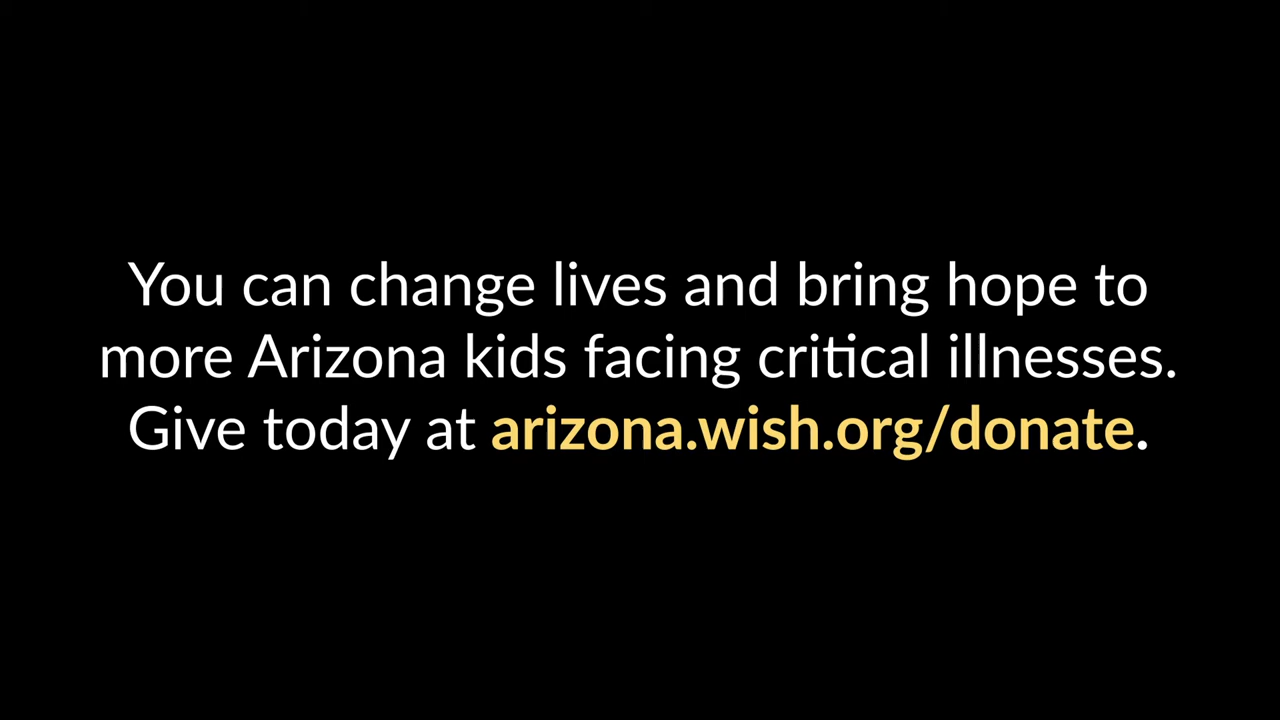 You can change lives and bring hope to
more Arizona kids facing critical illnesses.
Give today at arizona.wish.org/donate.